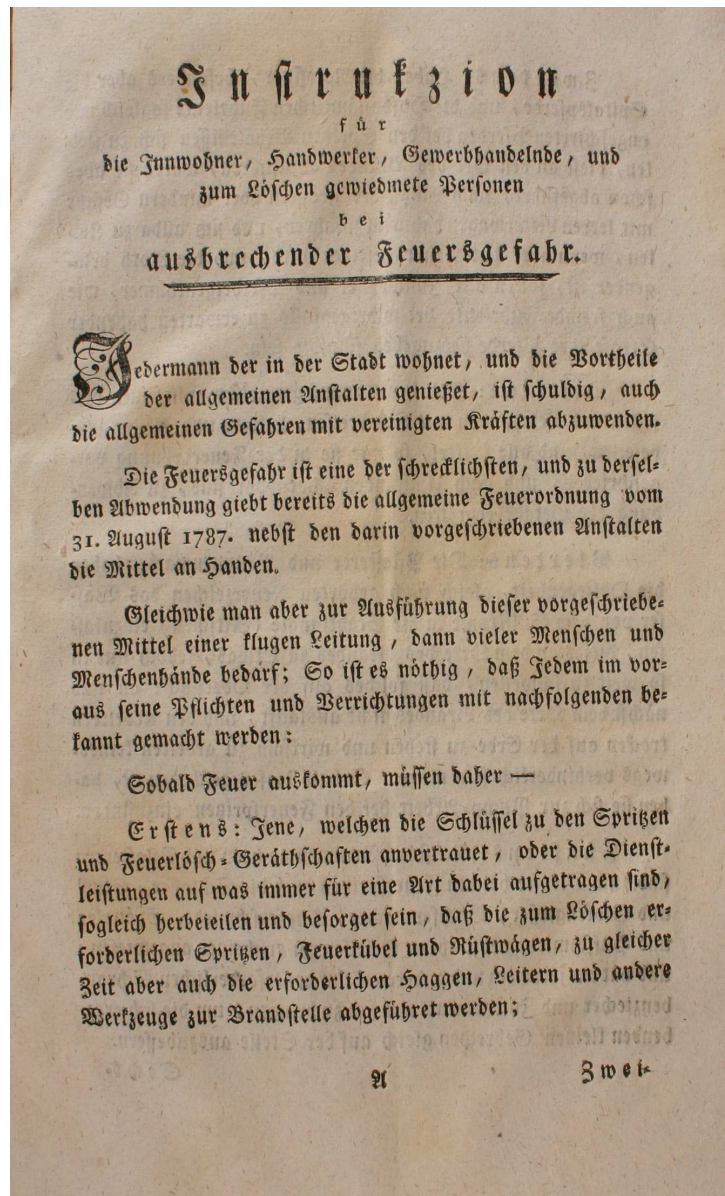 Instrukzion
für
die Innwohner, Handwerker, Gewerbhandelnde, und
zum Löschen gewiedmete Personen
bei
ausbrechender Feuersgefahr.
Jedermann der in der Stadt wohnet, und die Vortheile
der allgemeinen Anstalten genießet, ist schuldig, auch
die allgemeinen Gefahren mit vereinigten Kräften abzuwenden.
Die Feuersgefahr ist eine der schrecklichsten, und zu dersel-
ben Abwendung giebt bereits die allgemeine Feuerordnung vom
31. August 1787. nebst den darin vorgeschriebenen Anstalten
die Mittel an Handen.
Gleichwie man aber zur Ausführung dieser vorgeschriebe-
nen Mittel einer klugen Leitung, dann vieler Menschen und
Menschenhände bedarf; So ist es nöthig, daß Jedem im vor-
aus seine Pflichten und Verrichtungen mit nachfolgenden be-
kannt gemacht werden:
Sobald Feuer auskommt, müssen daher —
Erstens: Jene, welchen die Schlüssel zu den Spritzen
und Feuerlösch-Geräthschaften anvertrauet, oder die Dienst-
leistungen auf was immer für eine Art dabei aufgetragen sind,
sogleich herbeieilen und besorget sein, daß die zum Löschen er-
forderlichen Spritzen, Feuerkübel und Rüstwägen, zu gleicher
Zeit aber auch die erforderlichen Haggen, Leitern und andere
Werkzeuge zur Brandstelle abgeführet werden;
A
Zwei-